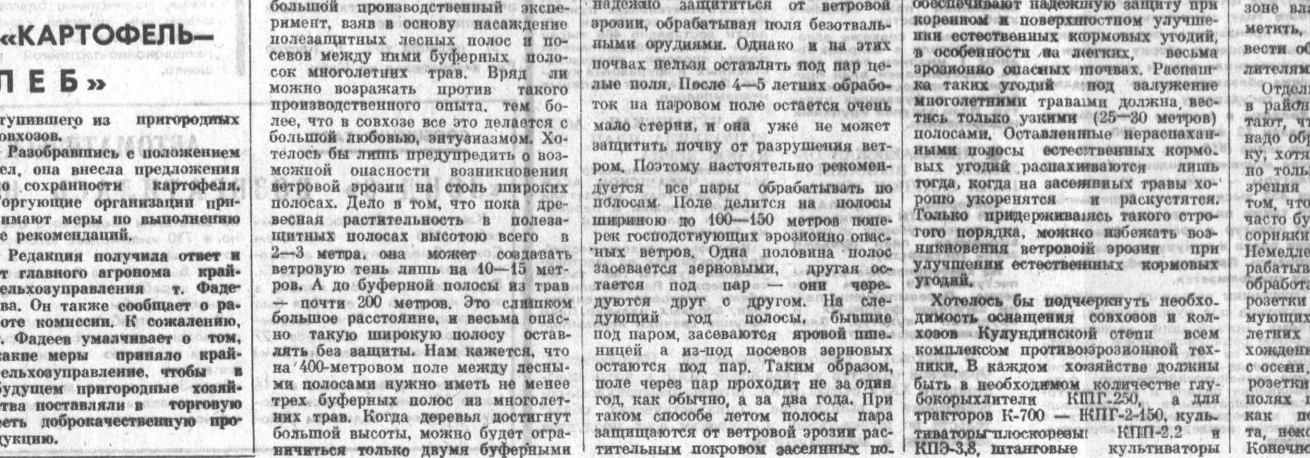 «КАРТОФЕЛЬ—
ЛЕБ»
тупившего из пригородных
овхозов.
Разобравшись с положением
ел, она внесла предложения
о сохранности картофеля.
оргующие организации при-
имают меры по выполнению
е рекомендаций.
Редакция получила ответ и
т главного агронома край-
ельхозуправления т. Фаде-
ва. Он также сообщает о ра-
оте комиссии. К сожалению,
. Фадеев умалчивает о том,
акие меры приняло край-
ельхозуправление, чтобы в
будущем пригородные хозяй-
тва поставляли в торговую
еть доброкачественную про-
дукцию.
большой производственный экспе-
римент, взяв в основу насаждение
полезащитных лесных полос и по-
севов между ними буферных поло-
сок многолетних трав. Вряд ли
можно возражать против такого
производственного опыта, тем бо-
лее, что в совхозе все это делается с
большой любовью, энтузиазмом. Хо-
телось бы лишь предупредить о воз-
можной опасности возникновения
ветровой эрозии на столь широких
полосах. Дело в том, что пока дре-
весная растительность в полеза-
щитных полосах высотою всего в
2—3 метра, она может создавать
ветровую тень лишь на 10—15 мет-
ров. А до буферной полосы из трав
— почти 200 метров. Это слишком
большое расстояние, и весьма опас-
но такую широкую полосу остав-
лять без защиты. Нам кажется, что
на 400-метровом поле между лесны-
ми полосами нужно иметь не менее
трех буферных полос из многолет-
них трав. Когда деревья достигнут
большой высоты, можно будет огра-
ничиться только двумя буферными
надежно защититься от ветровой
эрозии, обрабатывая поля безотваль-
ными орудиями. Однако и на этих
почвах нельзя оставлять под пар це-
лые поля. После 4—5 летних обрабо-
ток на паровом поле остается очень
мало стерни, и она уже не может
защитить почву от разрушения вет-
ром. Поэтому настоятельно рекомен-
дуется все пары обрабатывать по
полосам. Поле делится на полосы
шириною до 100—150 метров попе-
рек господствующих эрозионно опас-
ных ветров. Одна половина полос
засевается зерновыми, другая ос-
тается под пар — они чере-
дуются друг с другом. На сле-
дующий год полосы, бывшие
под паром, засеваются яровой пше-
ницей а из-под посевов зерновых
остаются под пар. Таким образом,
поле через пар проходит не за один
год, как обычно, а за два года. При
таком способе летом полосы пара
защищаются от ветровой эрозии рас-
тительным покровом засеянных по-
обеспечивают надежную защиту при
коренном и поверхностном улучше-
нии естественных кормовых угодий,
в особенности на легких, весьма
эрозионно опасных почвах. Распаш-
ка таких угодий под залужение
многолетними травами должна, вес-
тись только узкими (25—30 метров)
полосами. Оставленные нераспахан-
ными полосы естественных кормо-
вых угодий распахиваются лишь
тогда, когда на засеянных травы хо-
рошо укоренятся и раскустятся.
Только придерживаясь такого стро-
гого порядка, можно избежать воз-
никновения ветровой эрозии при
улучшении естественных кормовых
угодий.
Хотелось бы подчеркнуть необхо-
димость оснащения совхозов и кол-
хозов Кулундинской степи всем
комплексом противоэрозионной тех-
ники. В каждом хозяйстве должны
быть в необходимом количестве глу-
бокорыхлители КПГ-250, а для
тракторов К-700 — КПГ-2-150, куль-
тиваторы-плоскорезы КПП-2,2 и
КПЭ-3,8, штанговые культиваторы
зоне вл
метить,
вести об
лителям
Отдел
в район
тают, чт
надо обр
ку, хотя
но толь
зрения
том, что
часто бу
сорняки
Немедле
рабатыв
обработ
розетки
мующих
летних
хожден
с осени,
розетки
полях
как п
та, неко
Конечн